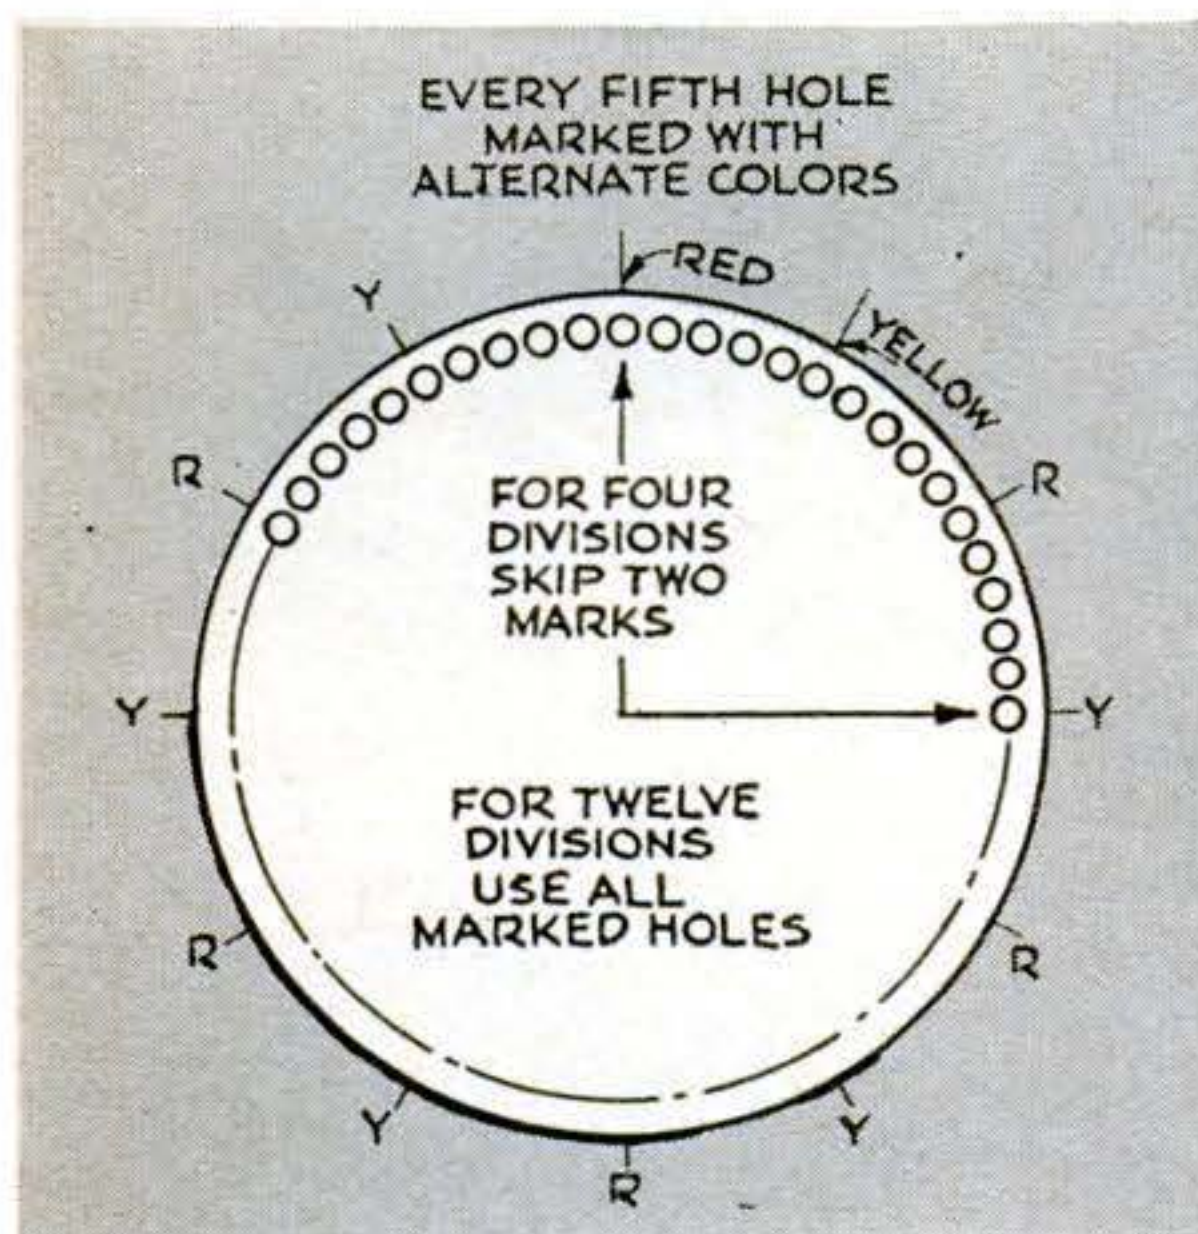 EVERY FIFTH HOLE
MARKED WITH
ALTERNATE COLORS
RED
YELLOW
Y
R
R
FOR FOUR
DIVISIONS
SKIP TWO
MARKS
Y
Y
FOR TWELVE
DIVISIONS
USE ALL
MARKED HOLES
R
R
Y
Y
R